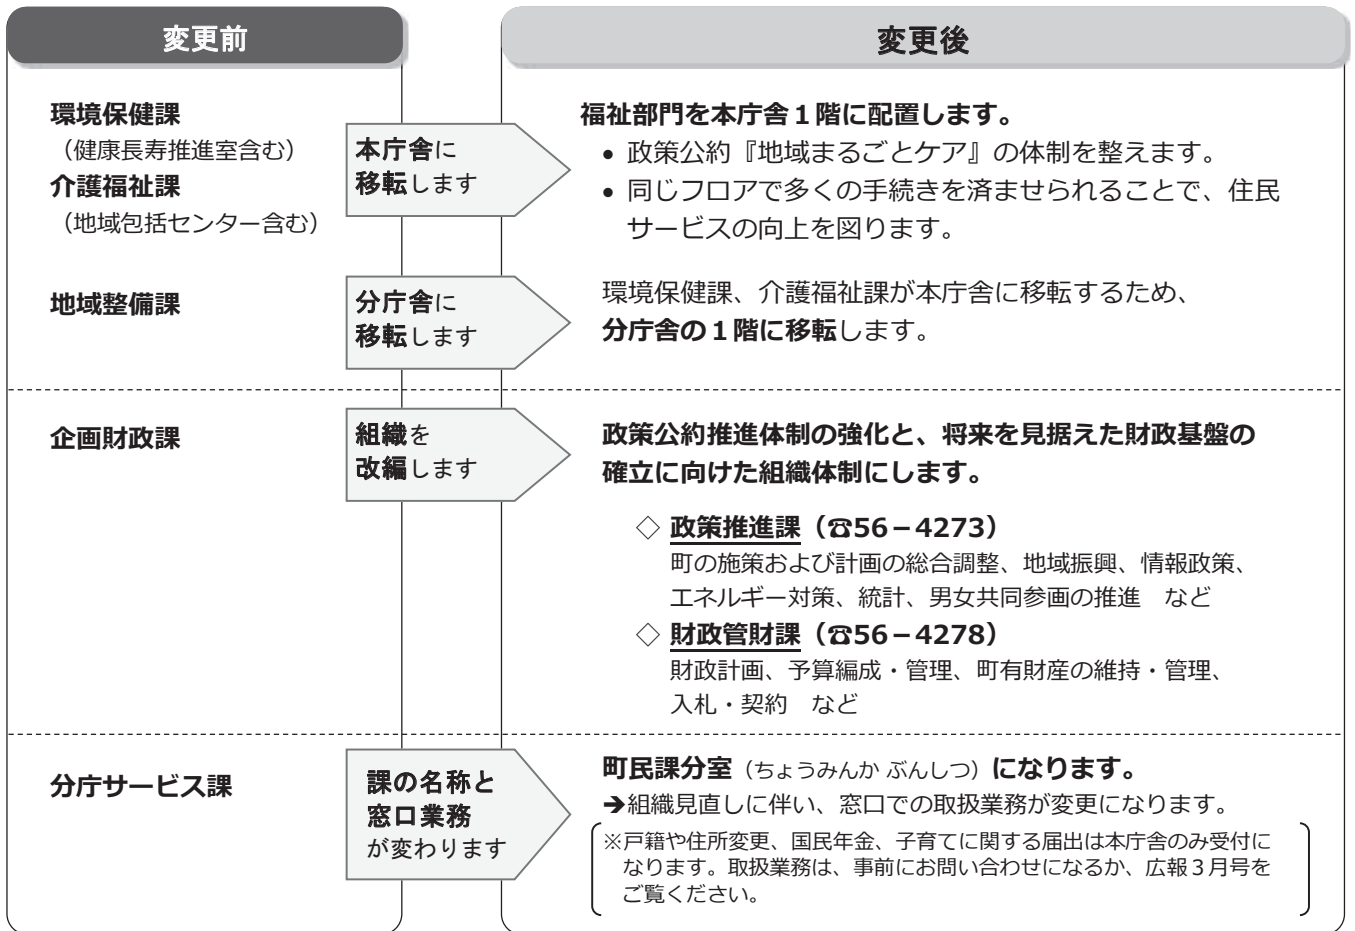 変更前
変更後
環境保健課
（健康長寿推進室含む）
介護福祉課
（地域包括センター含む）
本庁舎に
移転します
福祉部門を本庁舎１階に配置します。
• 政策公約『地域まるごとケア』の体制を整えます。
• 同じフロアで多くの手続きを済ませられることで、住民
サービスの向上を図ります。
地域整備課
分庁舎に
移転します
環境保健課、介護福祉課が本庁舎に移転するため、
分庁舎の１階に移転します。
企画財政課
組織を
改編します
政策公約推進体制の強化と、将来を見据えた財政基盤の
確立に向けた組織体制にします。
◇ 政策推進課（☎56－4273）
町の施策および計画の総合調整、地域振興、情報政策、
エネルギー対策、統計、男女共同参画の推進　など
◇ 財政管財課（☎56－4278）
財政計画、予算編成・管理、町有財産の維持・管理、
入札・契約　など
分庁サービス課
課の名称と
窓口業務
が変わります
町民課分室（ちょうみんか ぶんしつ）になります。
➔組織見直しに伴い、窓口での取扱業務が変更になります。
※戸籍や住所変更、国民年金、子育てに関する届出は本庁舎のみ受付に
なります。取扱業務は、事前にお問い合わせになるか、広報３月号を
ご覧ください。